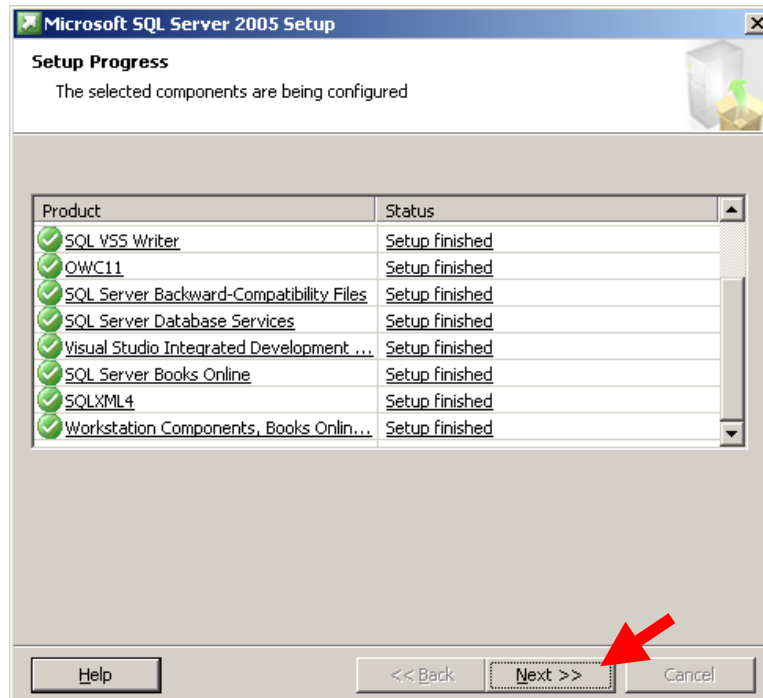 Microsoft SQL Server 2005 Setup
Setup Progress
The selected components are being configured
Product Status
SQL VSS Writer Setup finished
OWC11 Setup finished
SQL Server Backward-Compatibility Files Setup finished
SQL Server Database Services Setup finished
Visual Studio Integrated Development ... Setup finished
SQL Server Books Online Setup finished
SQLXML4 Setup finished
Workstation Components, Books Onlin... Setup finished
Help << Back Next >> Cancel